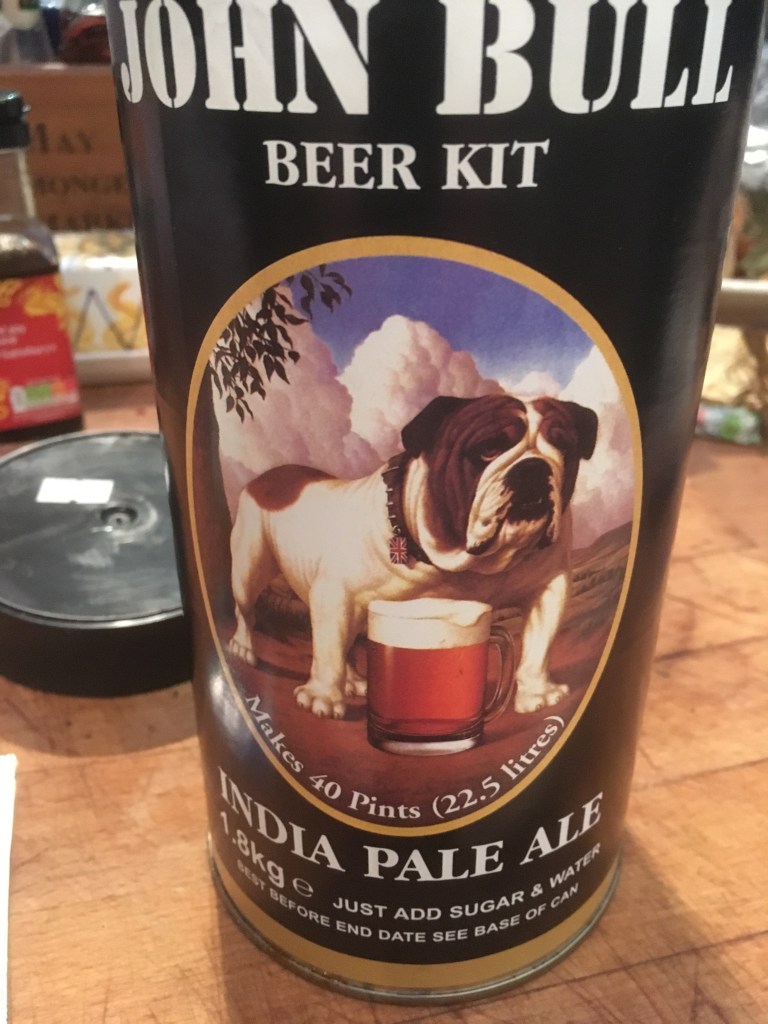 JOHN BULL
BEER KIT
Makes 40 Pints (22.5 litres)
INDIA PALE ALE
1.8kg ℮
JUST ADD SUGAR & WATER
BEST BEFORE END DATE SEE BASE OF CAN
MAY